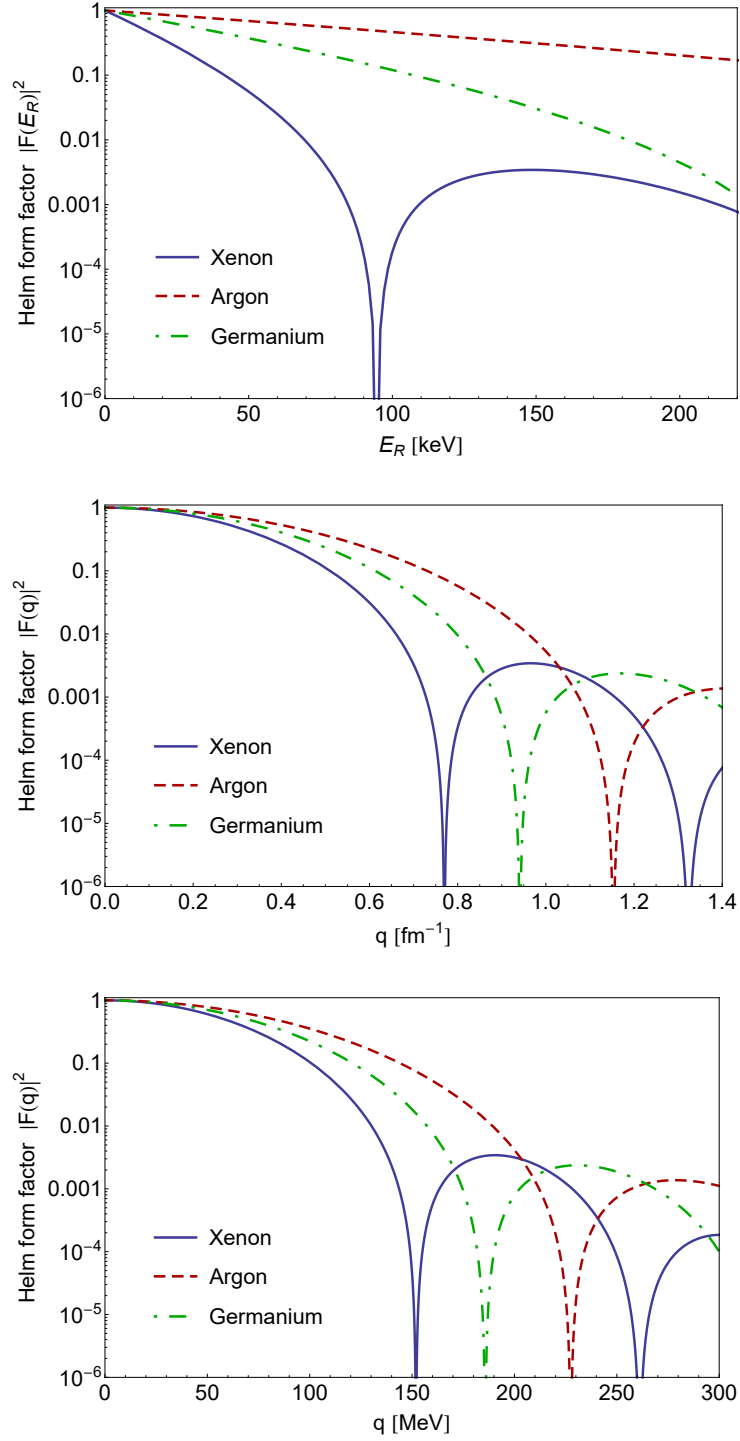 1
0.1
0.01
0.001
10⁻⁴
10⁻⁵
10⁻⁶
Helm form factor |F(E_R)|²
Xenon
Argon
Germanium
0 50 100 150 200
E_R [keV]
1
0.1
0.01
0.001
10⁻⁴
10⁻⁵
10⁻⁶
Helm form factor |F(q)|²
Xenon
Argon
Germanium
0.0 0.2 0.4 0.6 0.8 1.0 1.2 1.4
q [fm⁻¹]
1
0.1
0.01
0.001
10⁻⁴
10⁻⁵
10⁻⁶
Helm form factor |F(q)|²
Xenon
Argon
Germanium
0 50 100 150 200 250 300
q [MeV]